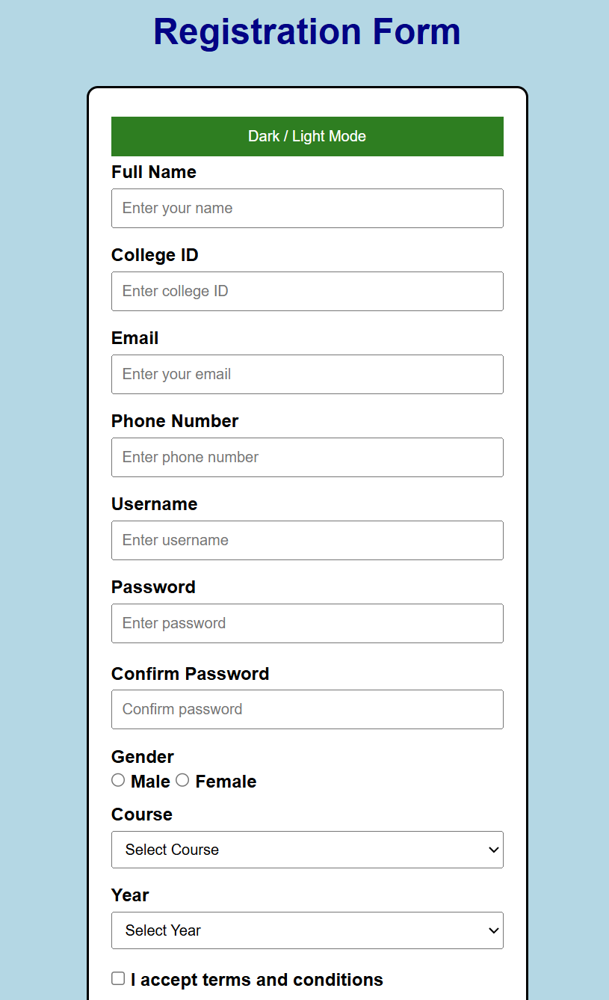 Registration Form
Dark / Light Mode
Full Name
Enter your name
College ID
Enter college ID
Email
Enter your email
Phone Number
Enter phone number
Username
Enter username
Password
Enter password
Confirm Password
Confirm password
Gender
Male Female
Course
Select Course
Year
Select Year
I accept terms and conditions